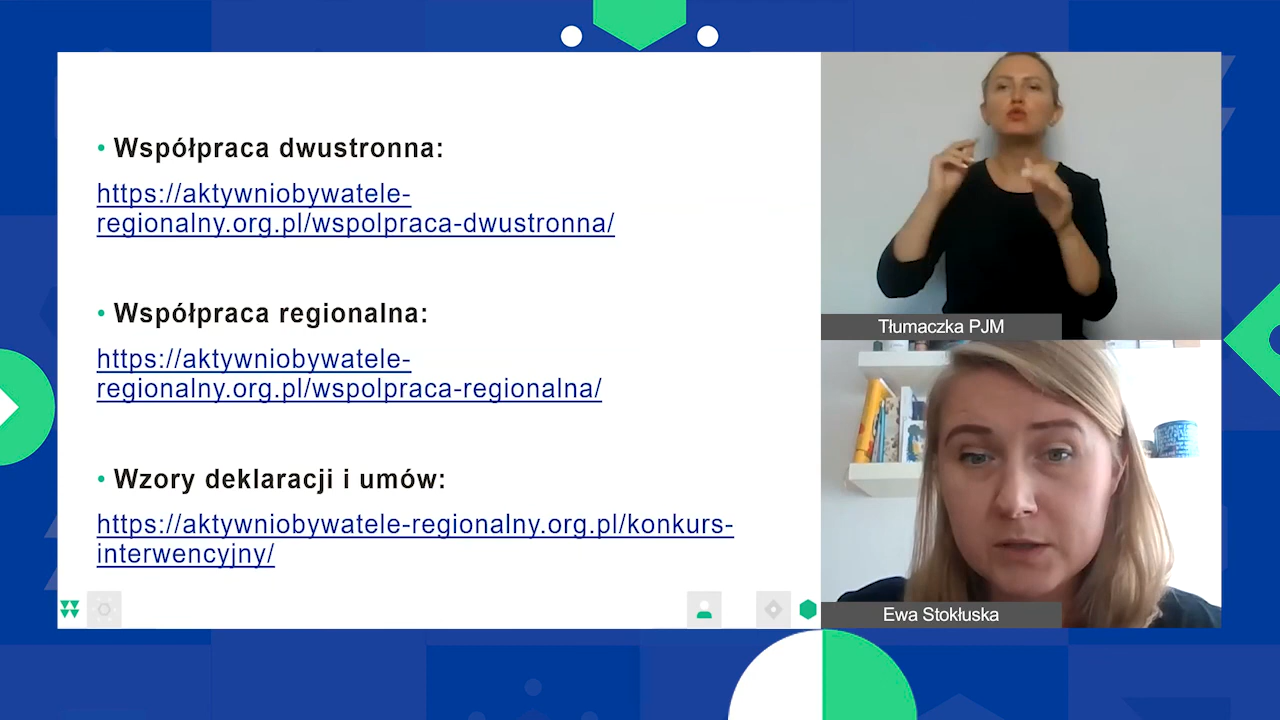 • Współpraca dwustronna:
https://aktywniobywatele-
regionalny.org.pl/wspolpraca-dwustronna/
• Współpraca regionalna:
https://aktywniobywatele-
regionalny.org.pl/wspolpraca-regionalna/
• Wzory deklaracji i umów:
https://aktywniobywatele-regionalny.org.pl/konkurs-
interwencyjny/
Tłumaczka PJM
Ewa Stokłuska